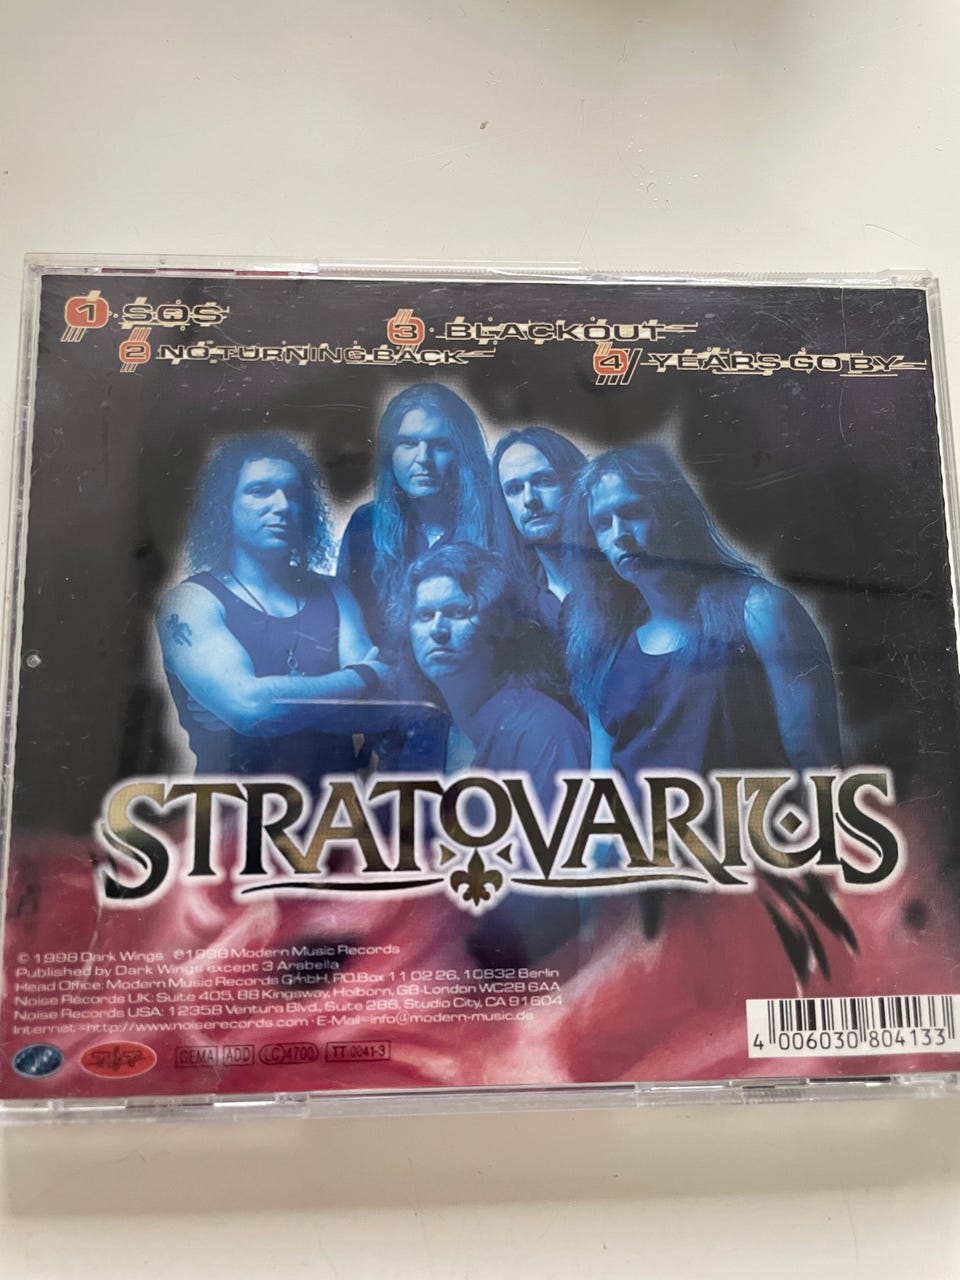 1 · SOS
2 NO TURNING BACK
3 · BLACKOUT
4 YEARS GO BY
STRATOVARIUS
© 1998 Dark Wings ℗ 1998 Modern Music Records
Published by Dark Wings except 3 Arabella
Head Office: Modern Music Records GmbH, P.O.Box 11 02 26, 10832 Berlin
Noise Records UK: Suite 405, 88 Kingsway, Holborn, GB-London WC2B 6AA
Noise Records USA: 12358 Ventura Blvd., Suite 286, Studio City, CA 91604
Internet =http://www.noiserecords.com · E-Mail=info@modern-music.de
T&T
GEMA ADD LC 4700 TT 0041-3
4 006030 804133